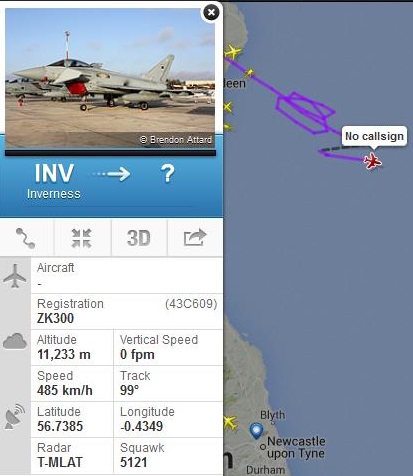 © Brendon Attard
INV
?
Inverness
3D
Aircraft
-
Registration (43C609)
ZK300
Altitude Vertical Speed
11,233 m 0 fpm
Speed Track
485 km/h 99°
Latitude Longitude
56.7385 -0.4349
Radar Squawk
T-MLAT 5121
een
No callsign
Blyth
Newcastle
upon Tyne
Durham
n